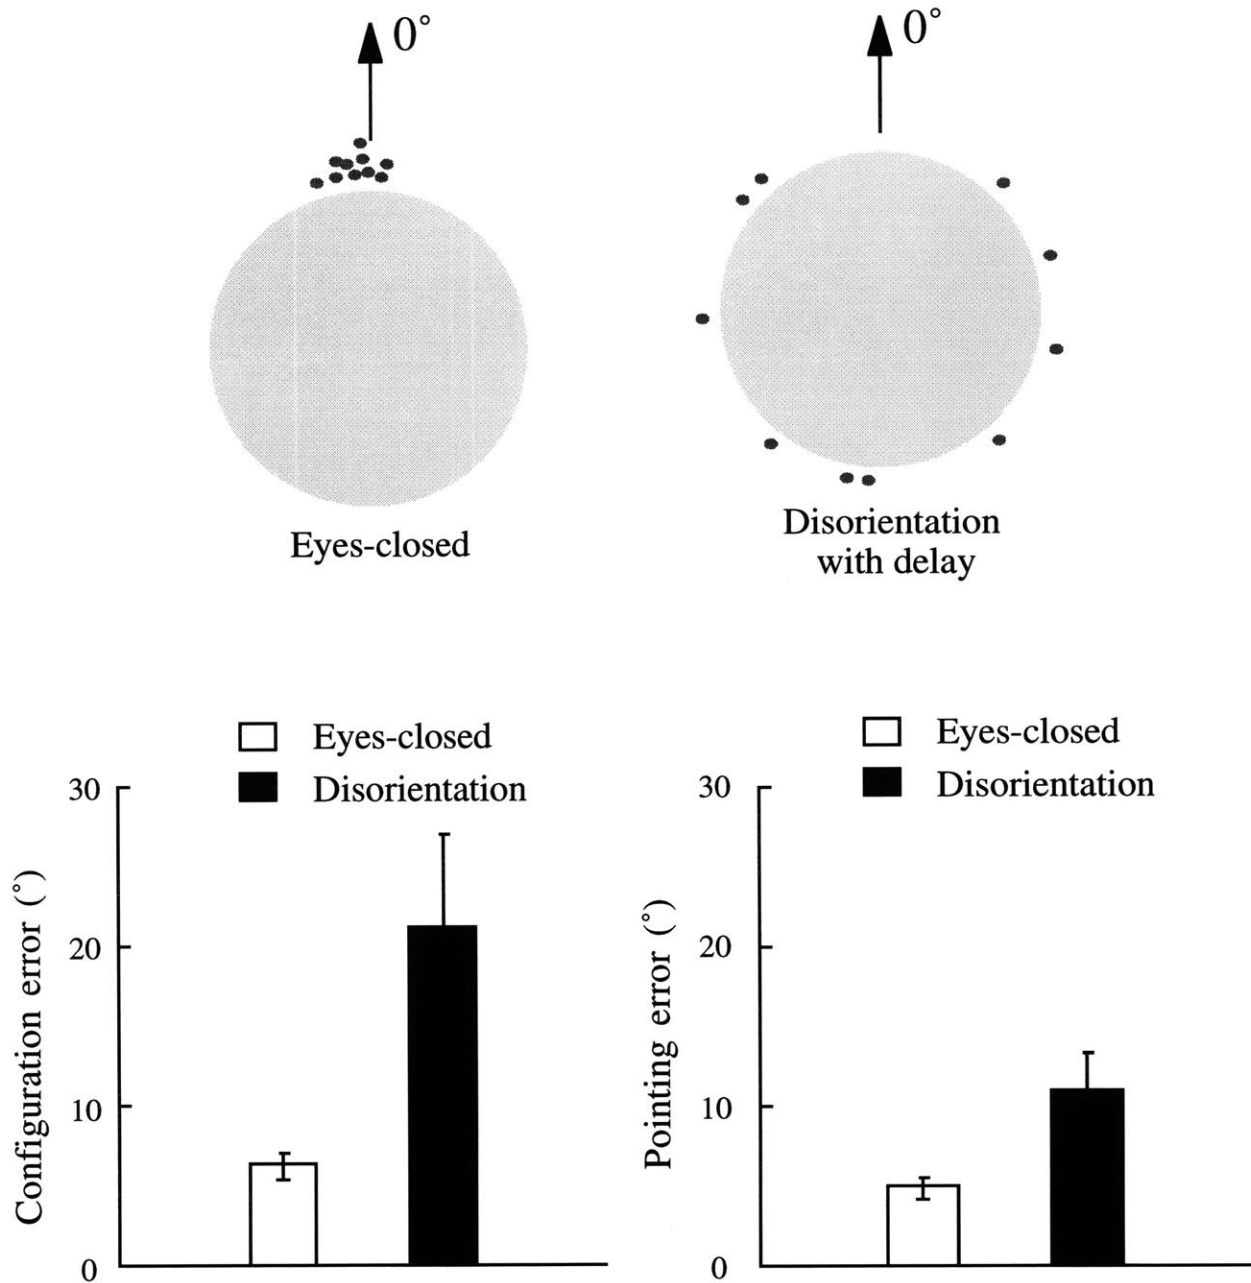 0°
0°
Eyes-closed
Disorientation
with delay
Eyes-closed
Disorientation
30
20
10
0
Configuration error (°)
Eyes-closed
Disorientation
30
20
10
0
Pointing error (°)